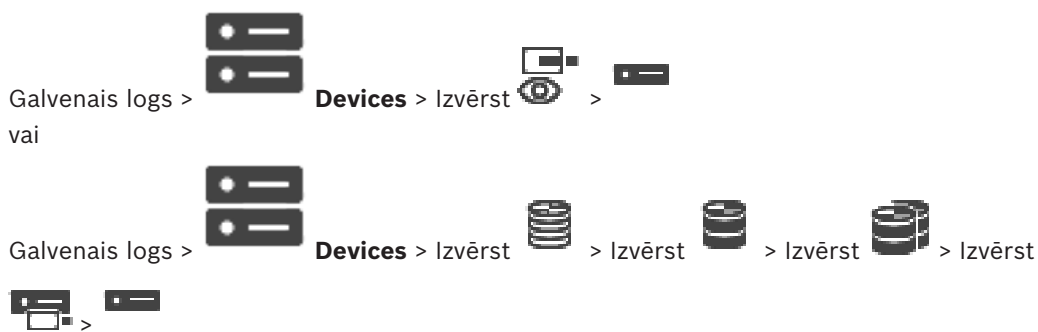 Galvenais logs > Devices > Izvērst >
vai
Galvenais logs > Devices > Izvērst > Izvērst > Izvērst > Izvērst
>